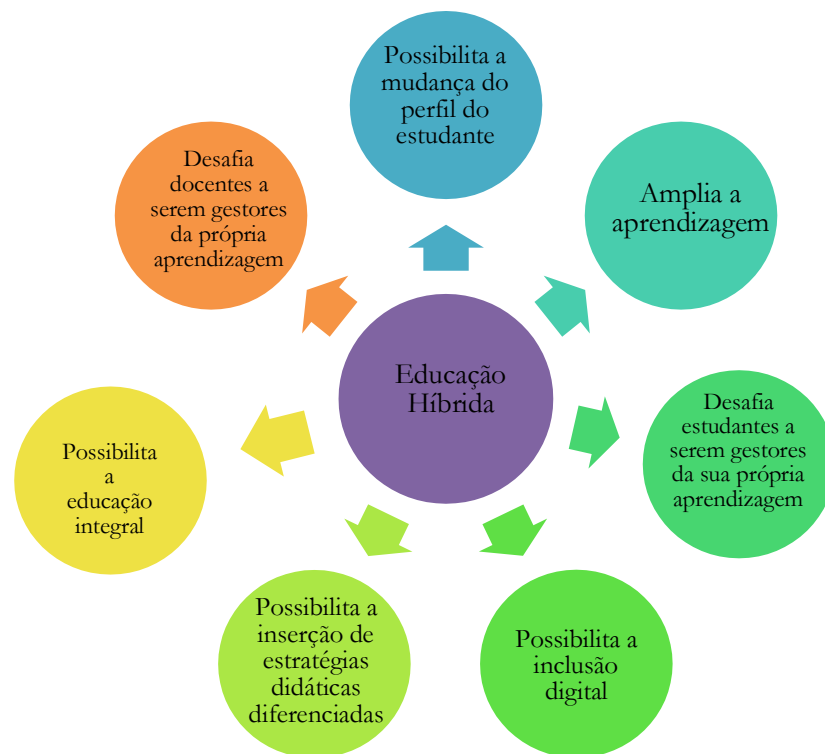 Possibilita a
mudança do
perfil do
estudante
Amplia a
aprendizagem
Desafia
estudantes a
serem gestores
da sua própria
aprendizagem
Possibilita a
inclusão
digital
Possibilita a
inserção de
estratégias
didáticas
diferenciadas
Possibilita
a
educação
integral
Desafia
docentes a
serem gestores
da própria
aprendizagem
Educação
Híbrida